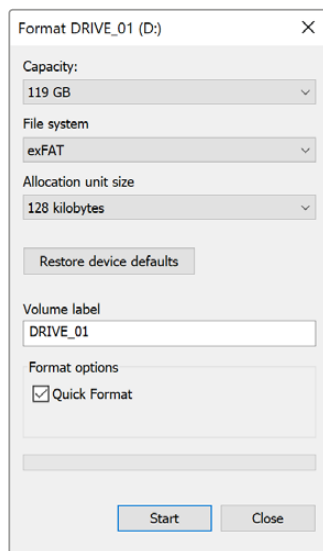 Format DRIVE_01 (D:)
Capacity:
119 GB
File system
exFAT
Allocation unit size
128 kilobytes
Restore device defaults
Volume label
DRIVE_01
Format options
Quick Format
Start Close